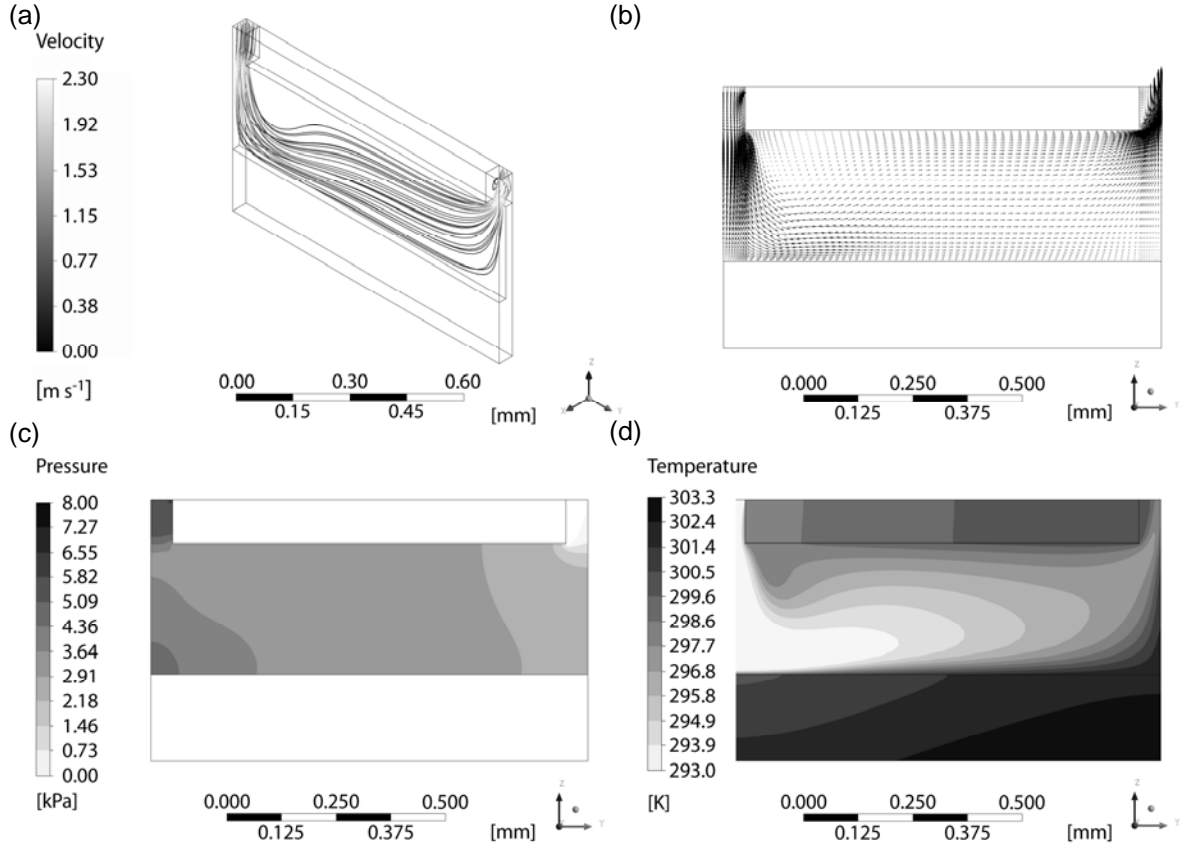 (a)
Velocity
2.30
1.92
1.53
1.15
0.77
0.38
0.00
[m s⁻¹]
0.00 0.30 0.60
0.15 0.45 [mm]
Z
X Y
(b)
0.000 0.250 0.500
0.125 0.375 [mm]
Z
X Y
(c)
Pressure
8.00
7.27
6.55
5.82
5.09
4.36
3.64
2.91
2.18
1.46
0.73
0.00
[kPa]
0.000 0.250 0.500
0.125 0.375 [mm]
Z
X Y
(d)
Temperature
303.3
302.4
301.4
300.5
299.6
298.6
297.7
296.8
295.8
294.9
293.9
293.0
[K]
0.000 0.250 0.500
0.125 0.375 [mm]
Z
X Y